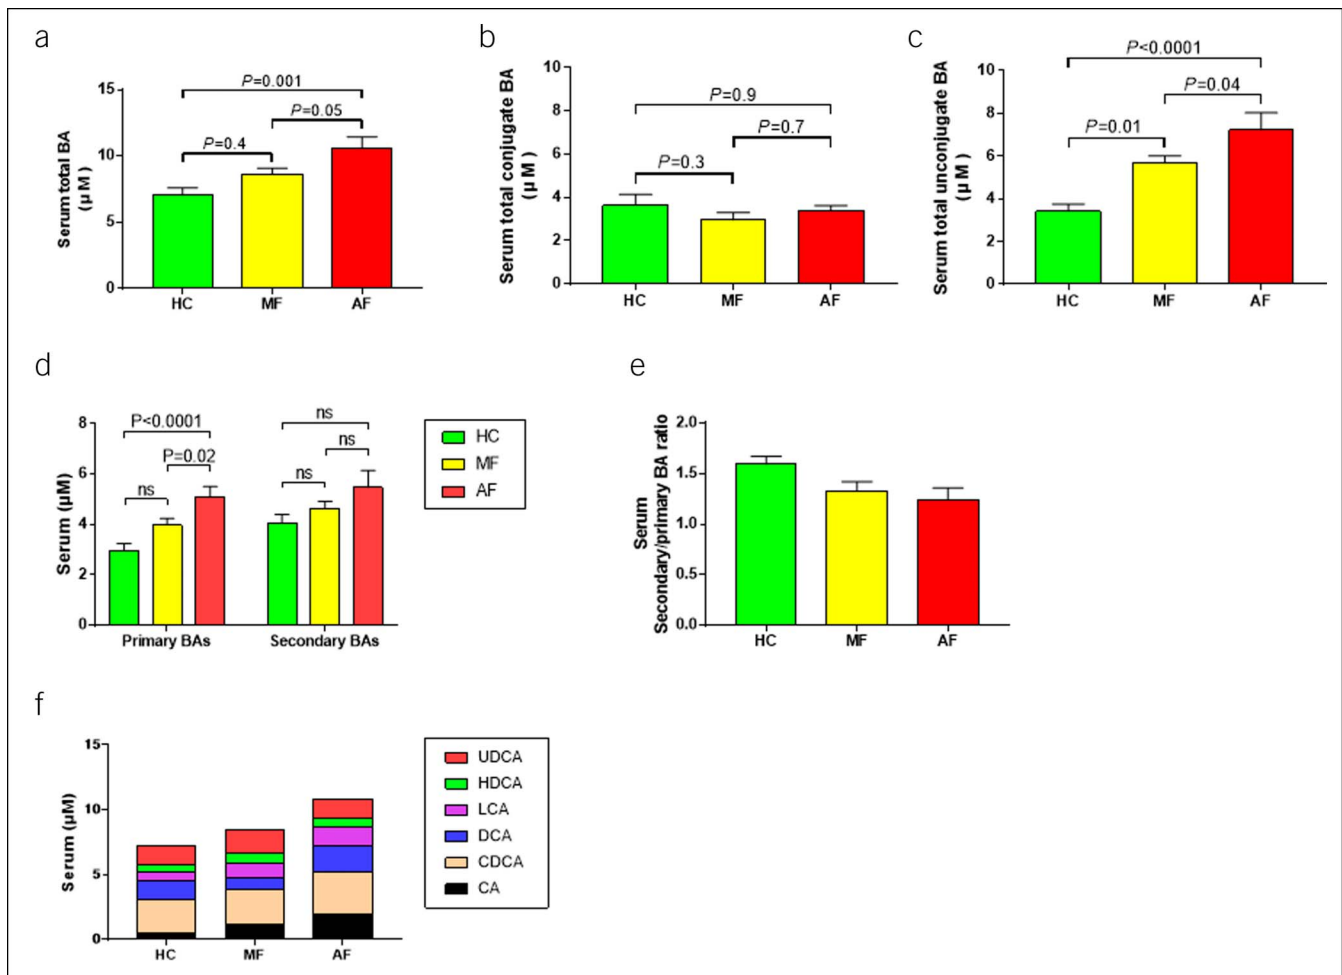 a
Serum total BA
(µ M )
15
10
5
0
P=0.001
P=0.05
P=0.4
HC MF AF
b
Serum total conjugate BA
(µ M )
10
8
6
4
2
0
P=0.9
P=0.7
P=0.3
HC MF AF
c
Serum total unconjugate BA
(µ M )
10
8
6
4
2
0
P<0.0001
P=0.04
P=0.01
HC MF AF
d
Serum (µM)
8
6
4
2
0
P<0.0001
P=0.02
ns
ns
ns
ns
Primary BAs Secondary BAs
HC
MF
AF
e
Serum
Secondary/primary BA ratio
2.0
1.5
1.0
0.5
0.0
HC MF AF
f
Serum (µM)
15
10
5
0
HC MF AF
UDCA
HDCA
LCA
DCA
CDCA
CA